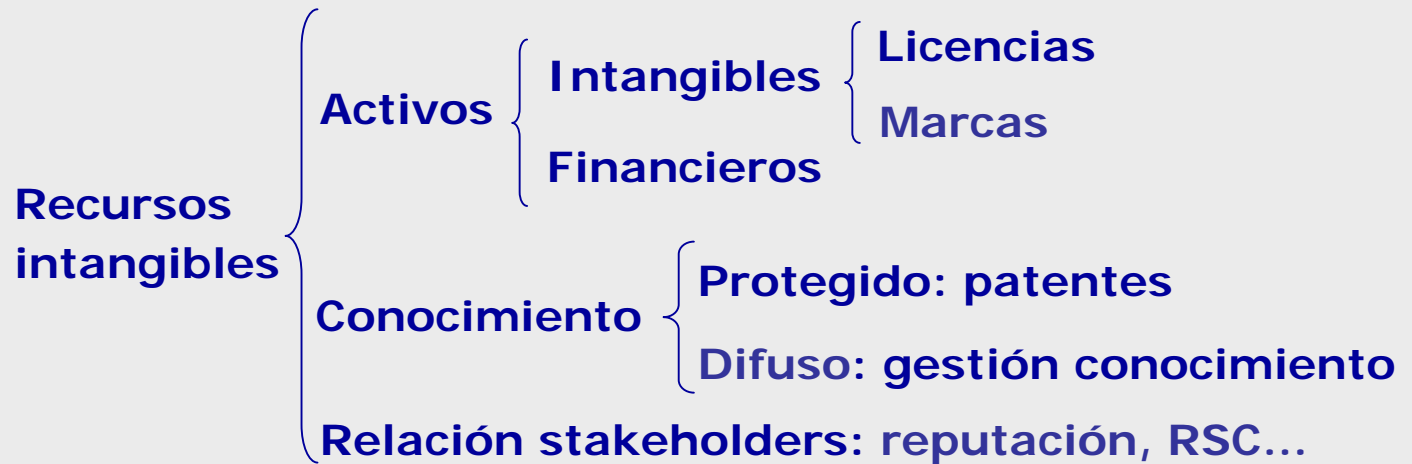 Recursos
intangibles
Activos
Intangibles
Licencias
Marcas
Financieros
Conocimiento
Protegido: patentes
Difuso: gestión conocimiento
Relación stakeholders: reputación, RSC...